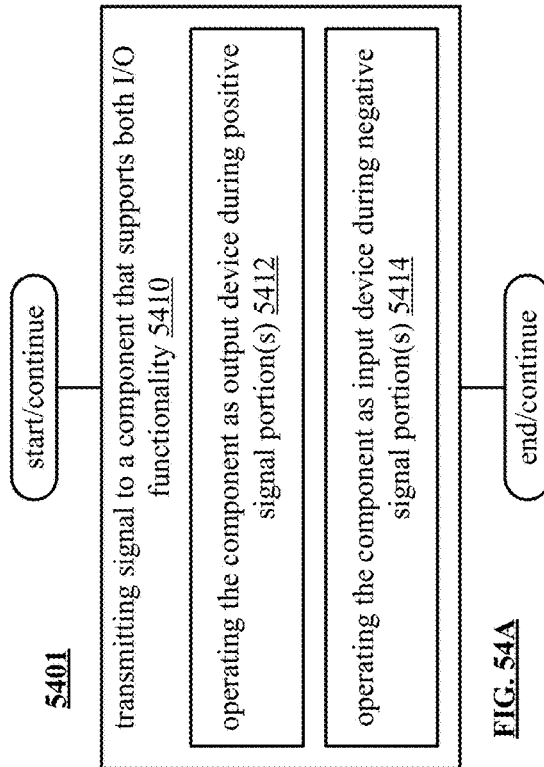 5401
start/continue
transmitting signal to a component that supports both I/O
functionality 5410
operating the component as output device during positive
signal portion(s) 5412
operating the component as input device during negative
signal portion(s) 5414
end/continue
FIG. 54A